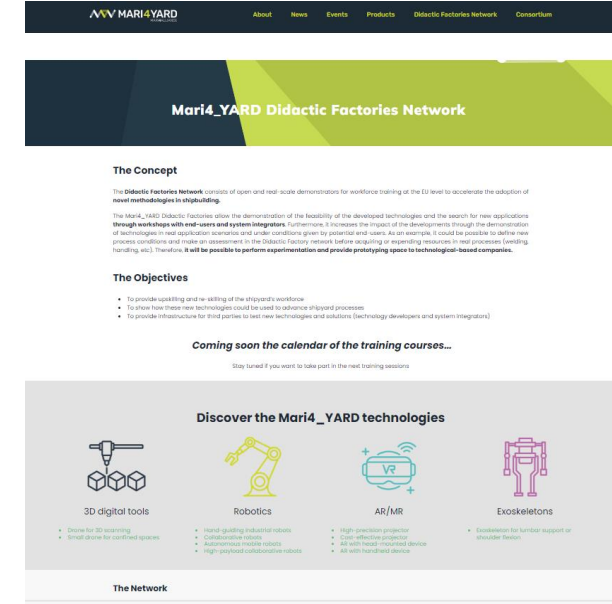 MARI4YARD
About News Events Products Didactic Factories Network Consortium
Mari4_YARD Didactic Factories Network
The Concept
The Didactic Factories Network consists of open and real-scale demonstrators for workforce training at the EU level to accelerate the adoption of
novel methodologies in shipbuilding.
The Mari4_YARD Didactic Factories allow the demonstration of the feasibility of the developed technologies and the search for new applications
through workshops with end-users and system integrators. Furthermore, it increases the impact of the developments through the demonstration
of technologies in real application scenarios and under conditions given by potential end-users. As an example, it could be possible to define new
process conditions and make an assessment in the Didactic Factory network before acquiring or expending resources in real processes (welding,
handling, etc). Therefore, it will be possible to perform experimentation and provide prototyping space to technological-based companies.
The Objectives
• To provide upskilling and re-skilling of the shipyard's workforce
• To show how these new technologies could be used to advance shipyard processes
• To provide infrastructure for third parties to test new technologies and solutions (technology developers and system integrators)
Coming soon the calendar of the training courses...
Stay tuned if you want to take part in the next training sessions
Discover the Mari4_YARD technologies
VR
3D digital tools
• Drone for 3D scanning
• Small drone for confined spaces
Robotics
• Hand-guiding industrial robots
• Collaborative robots
• Autonomous mobile robots
• High-payload collaborative robots
AR/MR
• High-precision projector
• Cost-effective projector
• AR with head-mounted device
• AR with handheld device
Exoskeletons
• Exoskeleton for lumbar support or
shoulder flexion
The Network